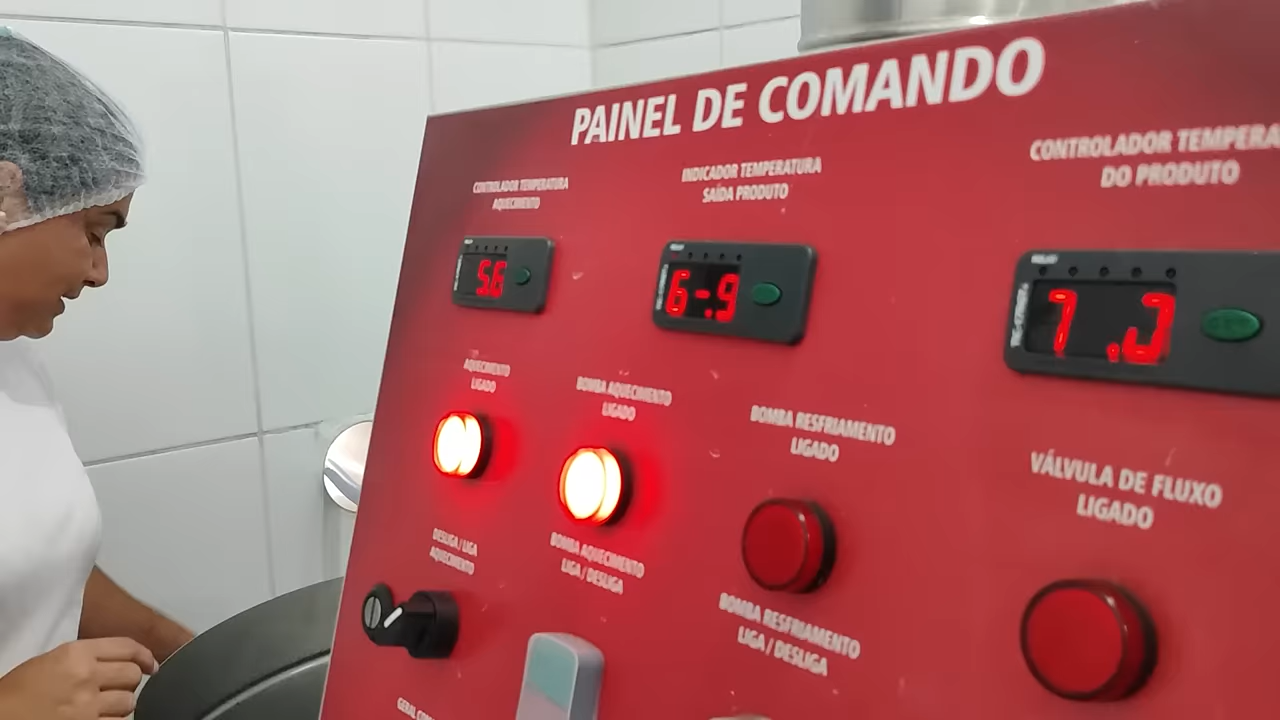 PAINEL DE COMANDO
CONTROLADOR TEMPERATURA
AQUECIMENTO
INDICADOR TEMPERATURA
SAÍDA PRODUTO
CONTROLADOR TEMPERA
DO PRODUTO
5.6
6-.9
AQUECIMENTO
LIGADO
BOMBA AQUECIMENTO
LIGADO
BOMBA RESFRIAMENTO
LIGADO
VÁLVULA DE FLUXO
LIGADO
DESLIGA / LIGA
AQUECIMENTO
BOMBA AQUECIMENTO
LIGA / DESLIGA
BOMBA RESFRIAMENTO
LIGA / DESLIGA
GERAL